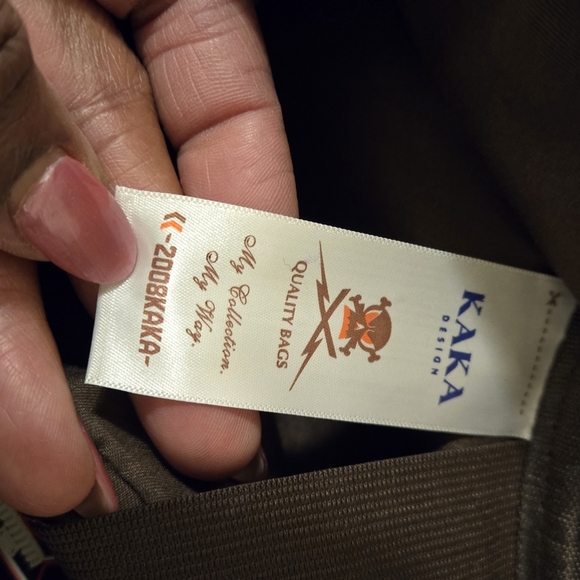 KAKA
DESIGN
QUALITY BAGS
My Collection
My Way
-2008KAKA-